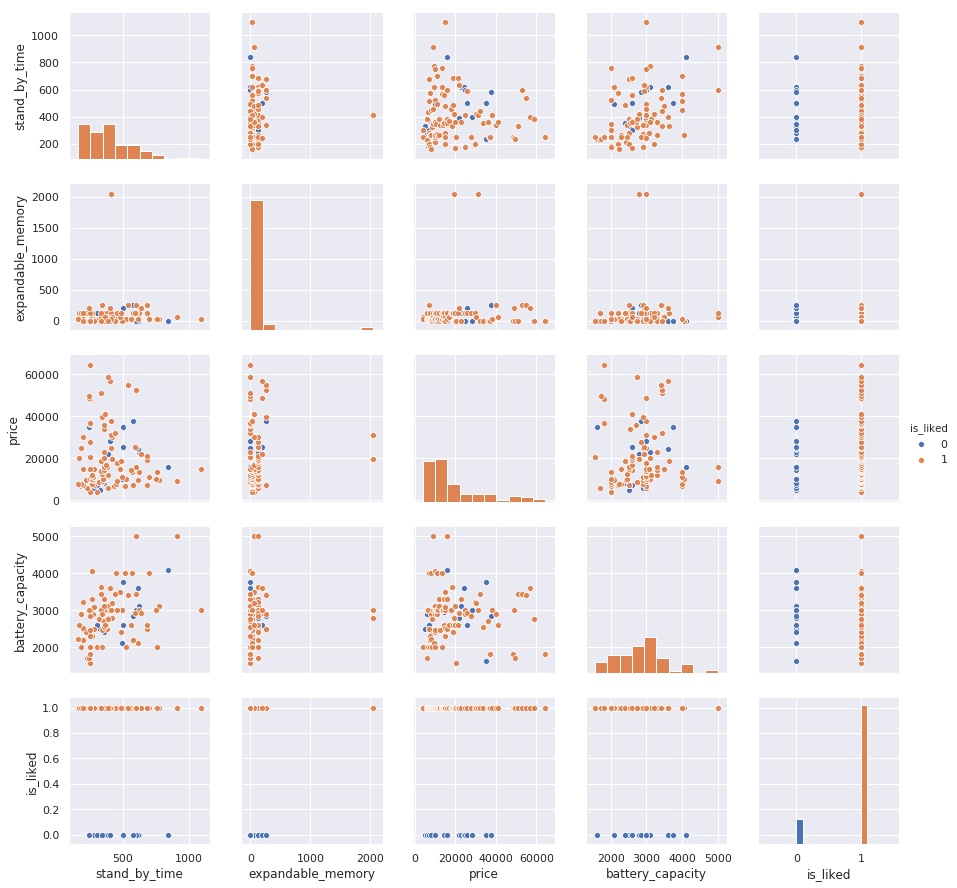 stand_by_time
1000
800
600
400
200
expandable_memory
2000
1500
1000
500
0
price
60000
40000
20000
0
is_liked
0
1
battery_capacity
5000
4000
3000
2000
is_liked
1.0
0.8
0.6
0.4
0.2
0.0
500 1000
0 1000 2000
0 20000 40000 60000
2000 3000 4000 5000
0 1
stand_by_time
expandable_memory
price
battery_capacity
is_liked